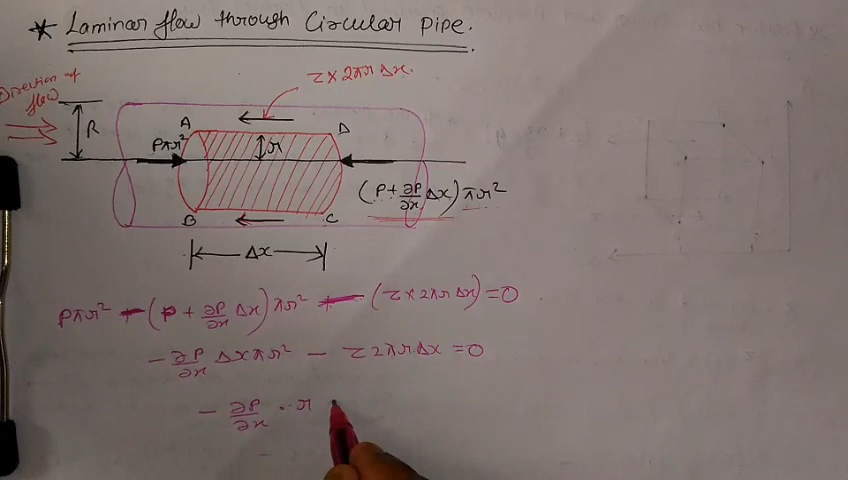 * Laminar flow through Circular Pipe.
τ × 2πr Δx.
Direction of flow
R
A
D
Pπr²
r
(P + ∂P/∂x Δx) πr²
B
C
Δx
Pπr² - (P + ∂P/∂x Δx) πr² - (τ × 2πr Δx) = 0
- ∂P/∂x Δx πr² - τ 2πr Δx = 0
- ∂P/∂x · r